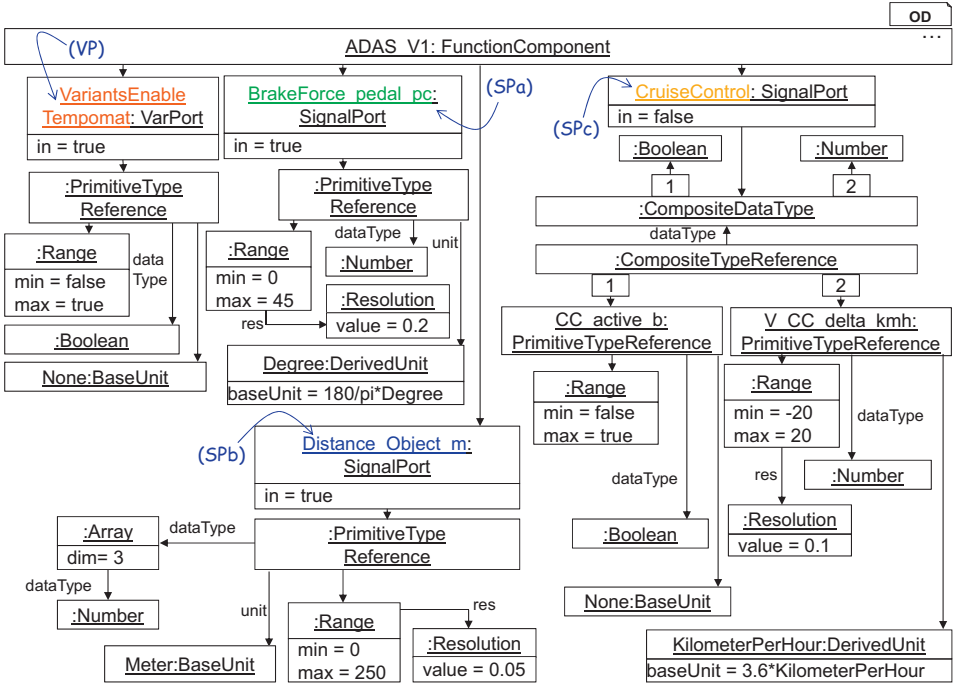 OD
ADAS_V1: FunctionComponent
...
(VP)
VariantsEnable
Tempomat: VarPort
in = true
:PrimitiveType
Reference
:Range
min = false
max = true
data
Type
:Boolean
None:BaseUnit
BrakeForce_pedal_pc:
SignalPort
in = true
(SPa)
:PrimitiveType
Reference
:Range
min = 0
max = 45
dataType
unit
:Number
res
:Resolution
value = 0.2
Degree:DerivedUnit
baseUnit = 180/pi*Degree
(SPb)
Distance_Object_m:
SignalPort
in = true
:PrimitiveType
Reference
dataType
:Array
dim= 3
dataType
:Number
unit
Meter:BaseUnit
:Range
min = 0
max = 250
res
:Resolution
value = 0.05
CruiseControl: SignalPort
in = false
(SPc)
:Boolean
:Number
1
2
:CompositeDataType
dataType
:CompositeTypeReference
1
2
CC_active_b:
PrimitiveTypeReference
:Range
min = false
max = true
dataType
:Boolean
None:BaseUnit
V_CC_delta_kmh:
PrimitiveTypeReference
:Range
min = -20
max = 20
dataType
:Number
res
:Resolution
value = 0.1
KilometerPerHour:DerivedUnit
baseUnit = 3.6*KilometerPerHour